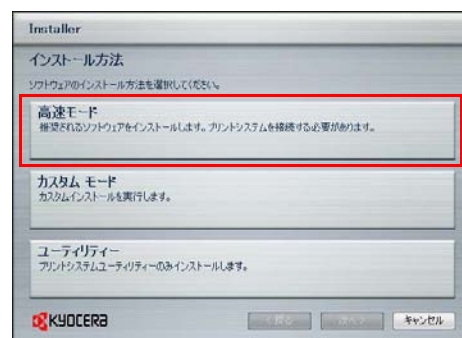 Installer
インストール方法
ソフトウェアのインストール方法を選択してください。
高速モード
推奨されるソフトウェアをインストールします。プリントシステムを接続する必要があります。
カスタム モード
カスタムインストールを実行します。
ユーティリティー
プリントシステムユーティリティーのみインストールします。
KYOCERA
< 戻る 次へ > キャンセル